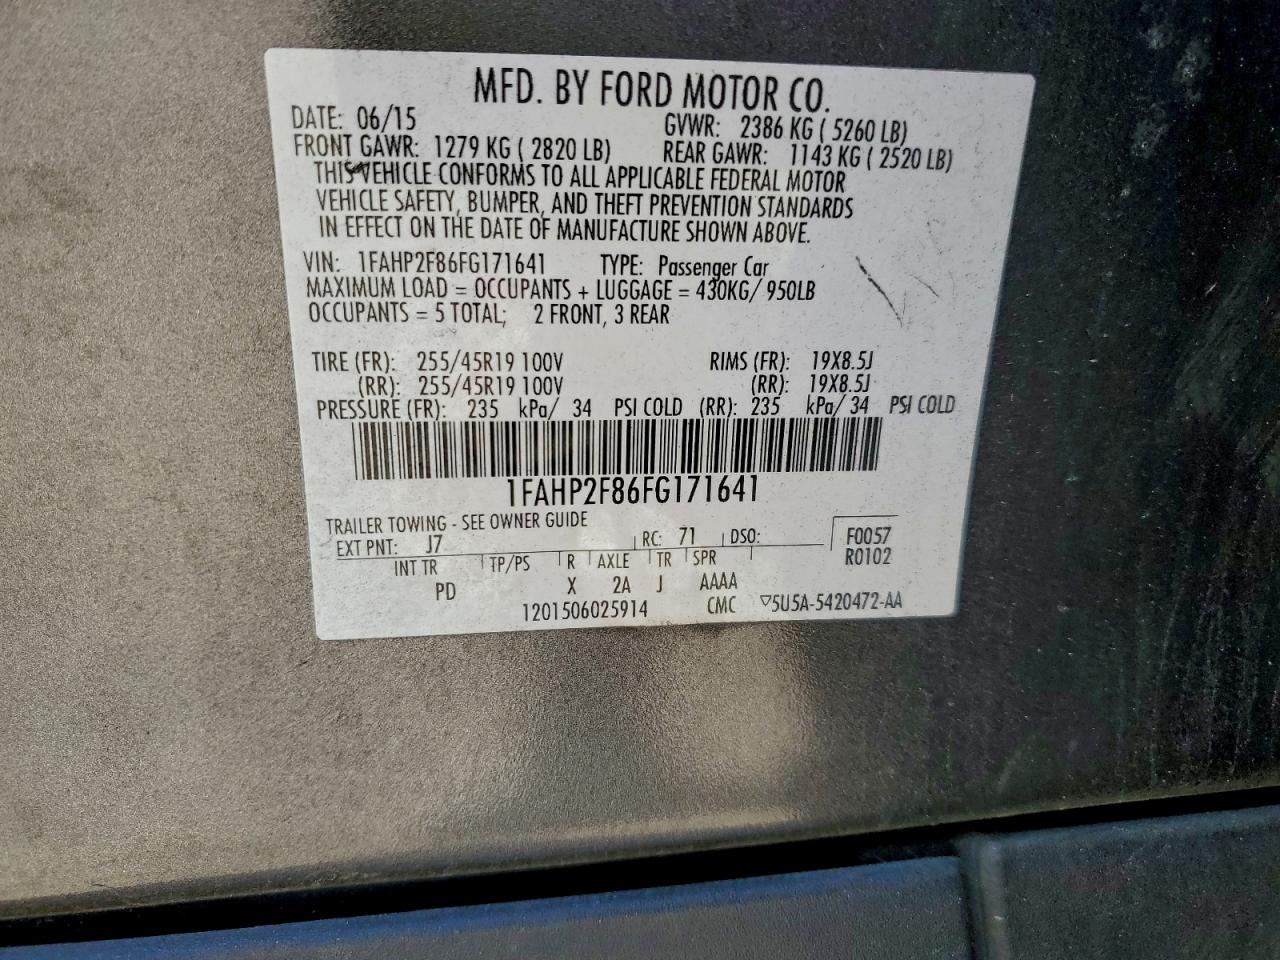 MFD. BY FORD MOTOR CO.
DATE: 06/15 GVWR: 2386 KG ( 5260 LB)
FRONT GAWR: 1279 KG ( 2820 LB) REAR GAWR: 1143 KG ( 2520 LB)
THIS VEHICLE CONFORMS TO ALL APPLICABLE FEDERAL MOTOR
VEHICLE SAFETY, BUMPER, AND THEFT PREVENTION STANDARDS
IN EFFECT ON THE DATE OF MANUFACTURE SHOWN ABOVE.
VIN: 1FAHP2F86FG171641 TYPE: Passenger Car
MAXIMUM LOAD = OCCUPANTS + LUGGAGE = 430KG/ 950LB
OCCUPANTS = 5 TOTAL; 2 FRONT, 3 REAR
TIRE (FR): 255/45R19 100V RIMS (FR): 19X8.5J
(RR): 255/45R19 100V (RR): 19X8.5J
PRESSURE (FR): 235 kPa/ 34 PSI COLD (RR): 235 kPa/ 34 PSI COLD
1FAHP2F86FG171641
TRAILER TOWING - SEE OWNER GUIDE
EXT PNT: J7 RC: 71 DSO: F0057
R0102
INT TR TP/PS R AXLE TR SPR
PD X 2A J AAAA
1201506025914 CMC ▽5U5A-5420472-AA